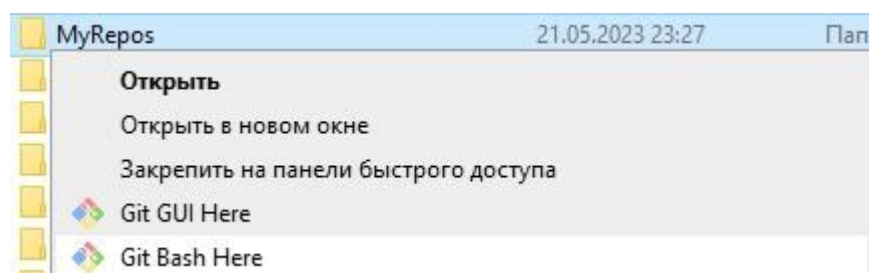 MyRepos 21.05.2023 23:27 Пап
Открыть
Открыть в новом окне
Закрепить на панели быстрого доступа
Git GUI Here
Git Bash Here